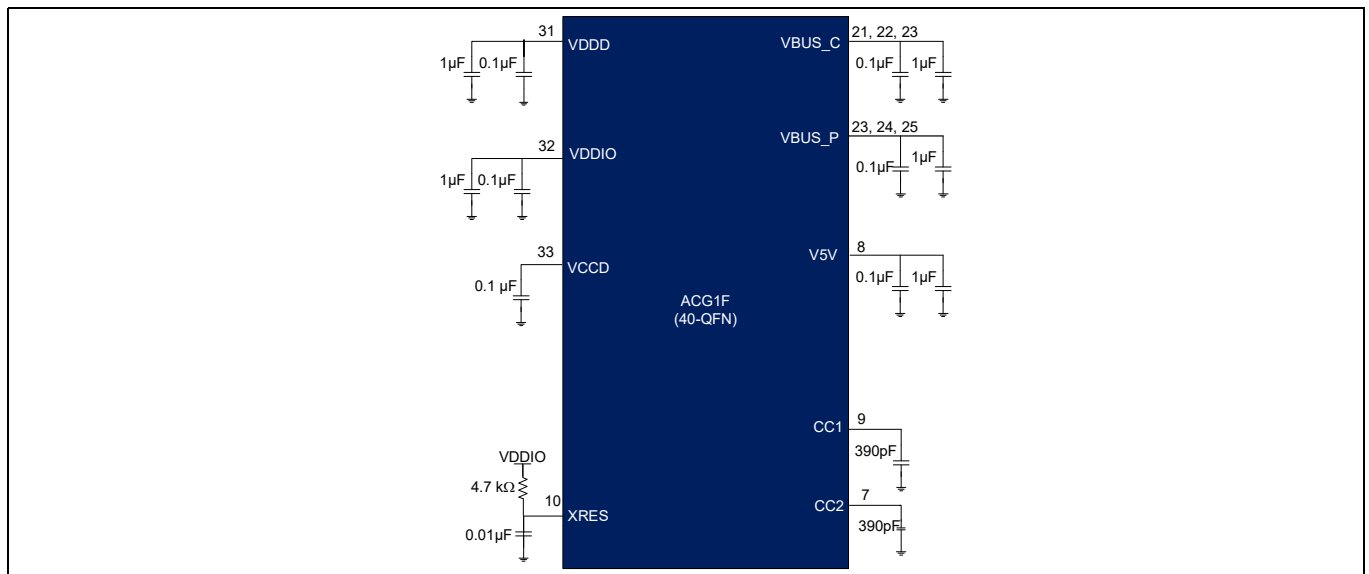 31
VDDD
VBUS_C
21, 22, 23
1µF
0.1µF
0.1µF
1µF
32
VDDIO
VBUS_P
23, 24, 25
1µF
0.1µF
0.1µF
1µF
33
VCCD
V5V
8
0.1 µF
0.1µF
1µF
ACG1F
(40-QFN)
CC1
9
390pF
VDDIO
4.7 kΩ
10
XRES
0.01µF
CC2
7
390pF